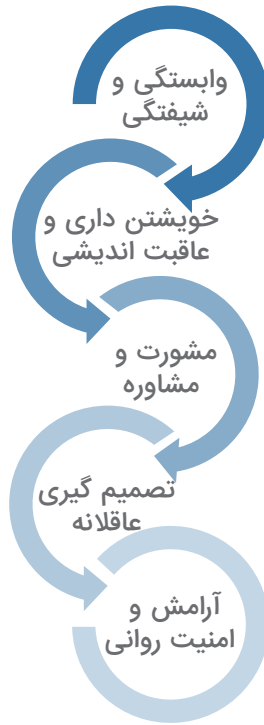 وابستگی و
شیفتگی
خویشتن داری و
عاقبت اندیشی
مشورت و
مشاوره
تصمیم گیری
عاقلانه
آرامش و
امنیت روانی